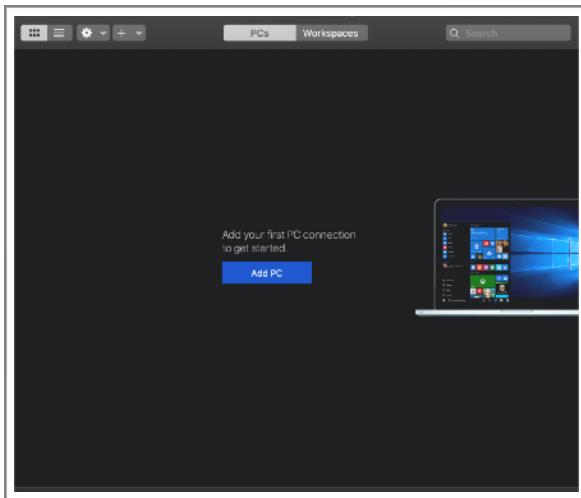 PCs Workspaces Search
Add your first PC connection
to get started.
Add PC